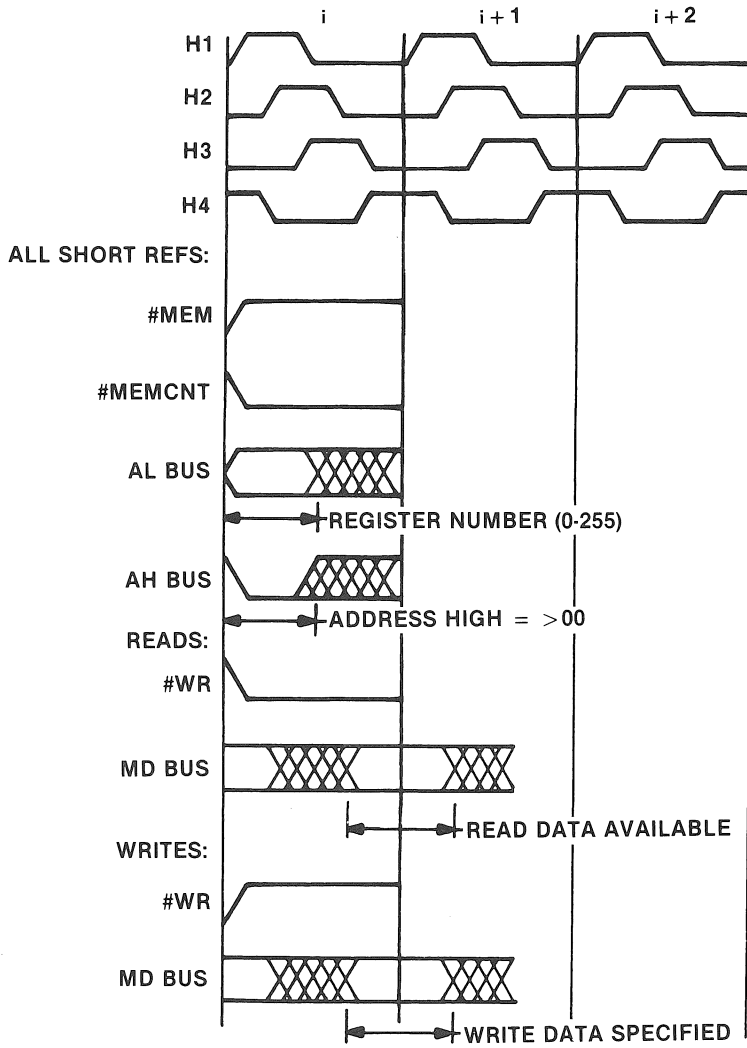 i i + 1 i + 2
H1
H2
H3
H4
ALL SHORT REFS:
#MEM
#MEMCNT
AL BUS
REGISTER NUMBER (0-255)
AH BUS
ADDRESS HIGH = >00
READS:
#WR
MD BUS
READ DATA AVAILABLE
WRITES:
#WR
MD BUS
WRITE DATA SPECIFIED